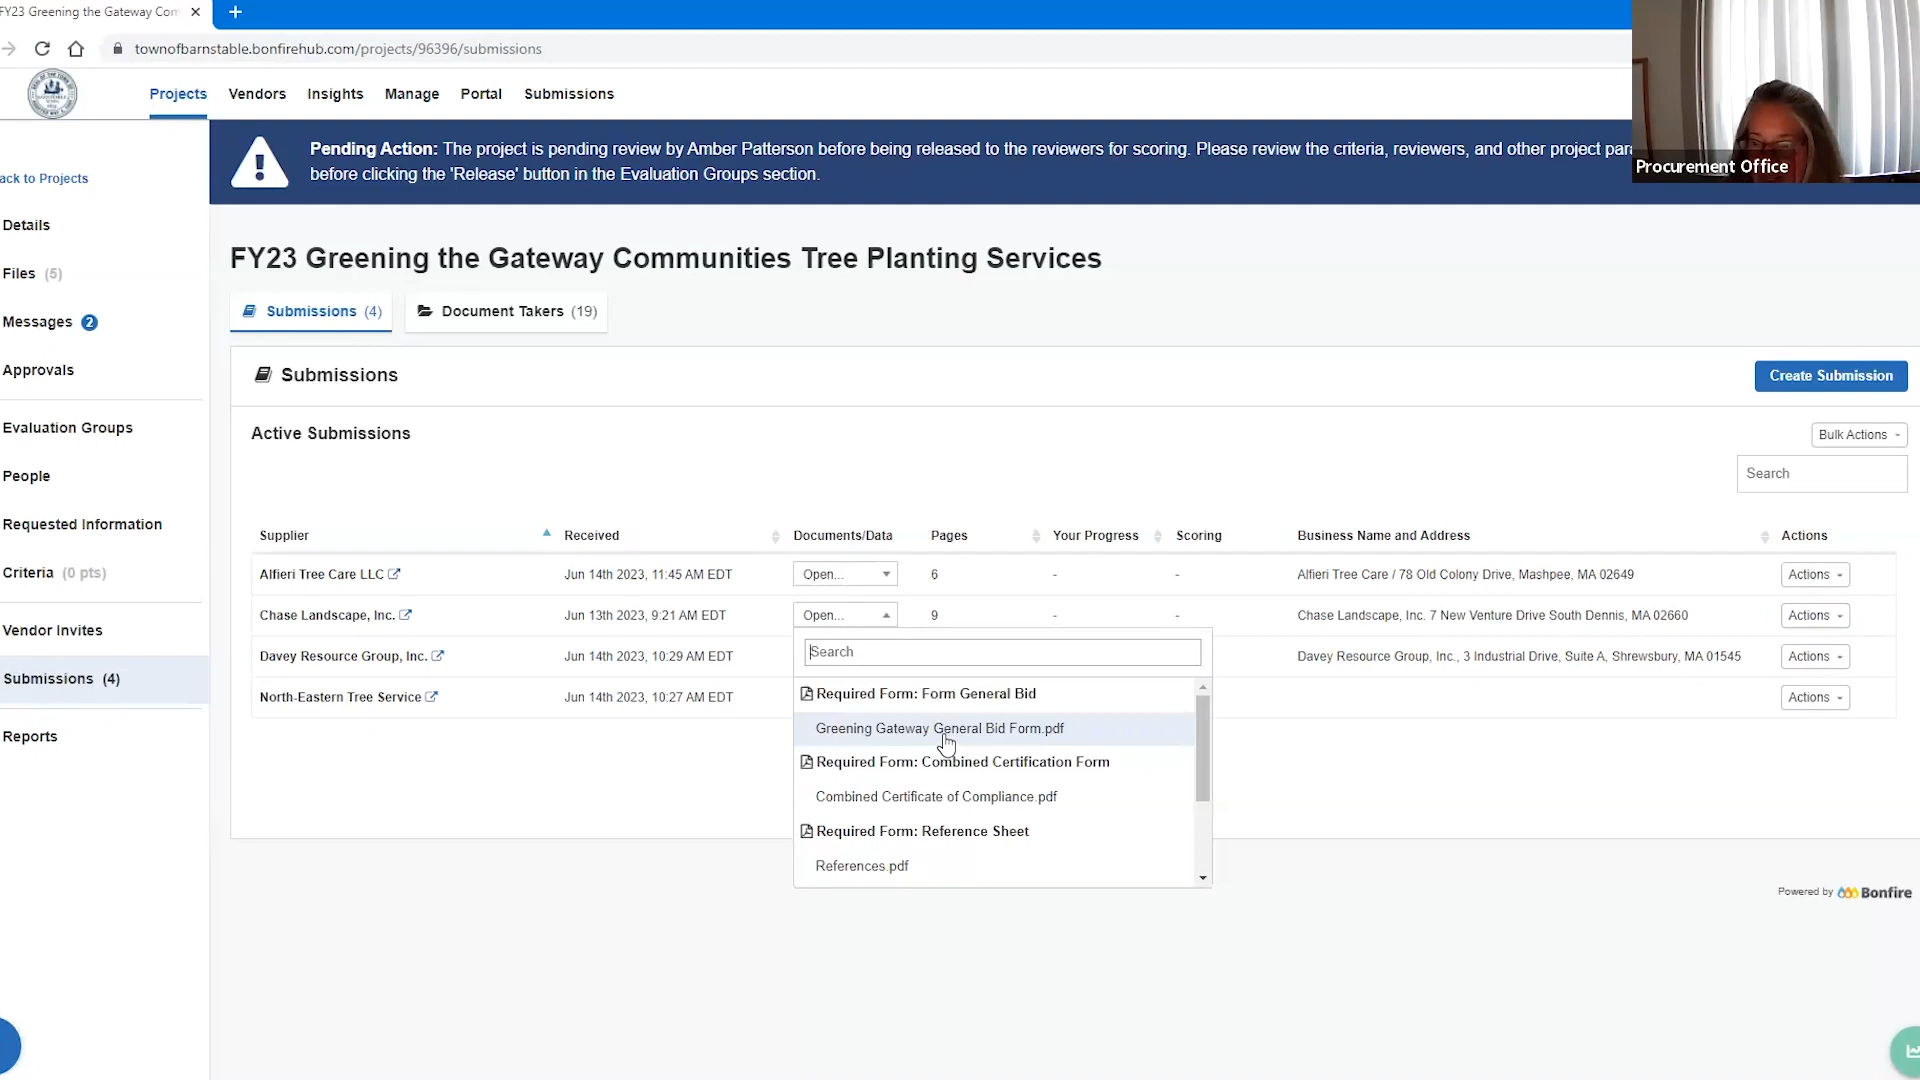 FY23 Greening the Gateway Com
townofbarnstable.bonfirehub.com/projects/96396/submissions
Projects
Vendors
Insights
Manage
Portal
Submissions
Procurement Office
Pending Action: The project is pending review by Amber Patterson before being released to the reviewers for scoring. Please review the criteria, reviewers, and other project para
before clicking the 'Release' button in the Evaluation Groups section.
ack to Projects
Details
Files (5)
Messages 2
Approvals
Evaluation Groups
People
Requested Information
Criteria (0 pts)
Vendor Invites
Submissions (4)
Reports
FY23 Greening the Gateway Communities Tree Planting Services
Submissions (4)
Document Takers (19)
Submissions
Create Submission
Active Submissions
Bulk Actions
Search
Supplier Received Documents/Data Pages Your Progress Scoring Business Name and Address Actions
Alfieri Tree Care LLC Jun 14th 2023, 11:45 AM EDT Open... 6 - - Alfieri Tree Care / 78 Old Colony Drive, Mashpee, MA 02649 Actions
Chase Landscape, Inc. Jun 13th 2023, 9:21 AM EDT Open... 9 - - Chase Landscape, Inc. 7 New Venture Drive South Dennis, MA 02660 Actions
Davey Resource Group, Inc. Jun 14th 2023, 10:29 AM EDT Davey Resource Group, Inc., 3 Industrial Drive, Suite A, Shrewsbury, MA 01545 Actions
North-Eastern Tree Service Jun 14th 2023, 10:27 AM EDT Actions
Search
Required Form: Form General Bid
Greening Gateway General Bid Form.pdf
Required Form: Combined Certification Form
Combined Certificate of Compliance.pdf
Required Form: Reference Sheet
References.pdf
Powered by Bonfire